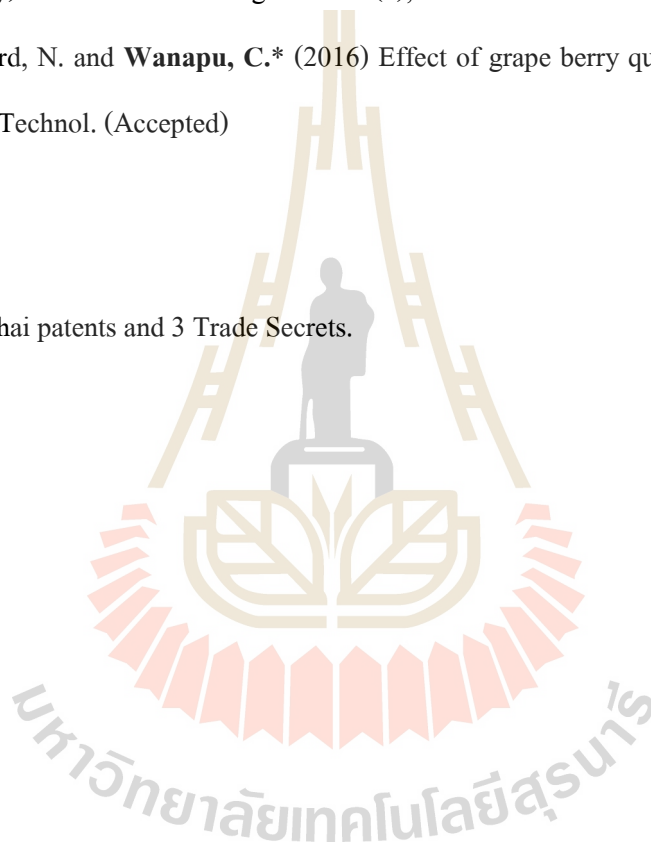 rd, N. and Wanapu, C.* (2016) Effect of grape berry qu
Technol. (Accepted)
hai patents and 3 Trade Secrets.
มหาวิทยาลัยเทคโนโลยีสุรนารี